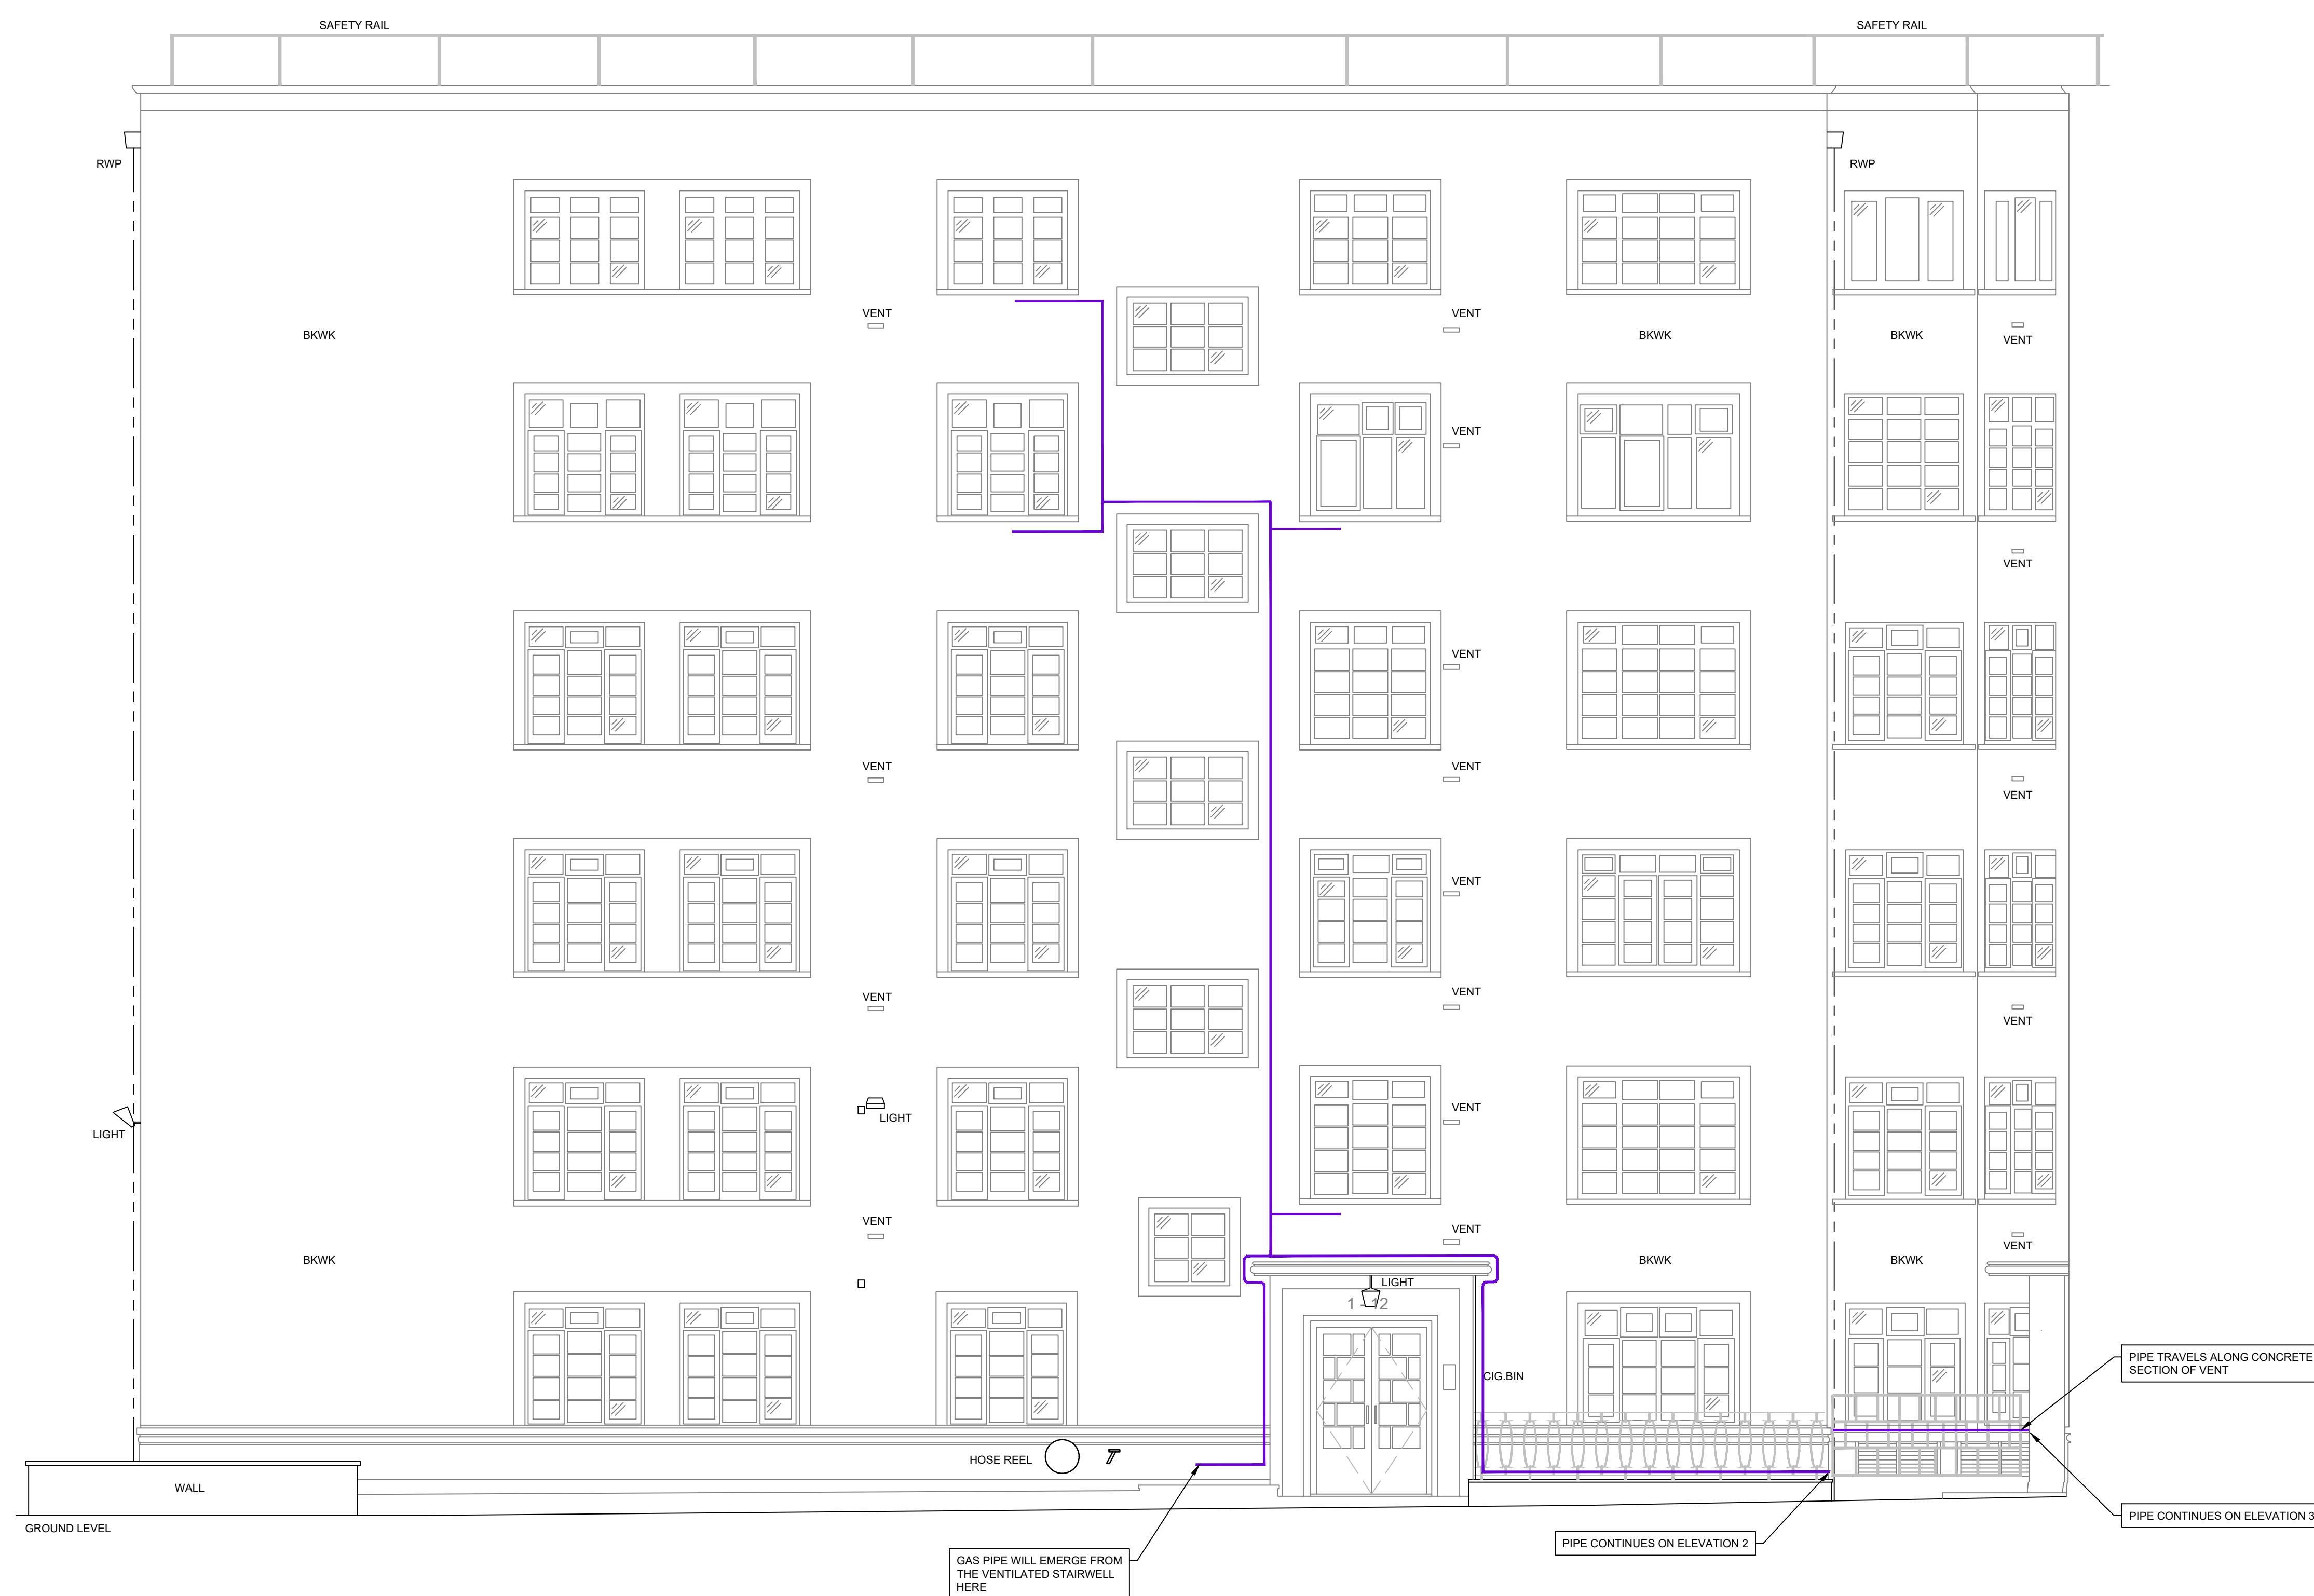 SAFETY RAIL
SAFETY RAIL
RWP
RWP
VENT
VENT
BKWK
BKWK
BKWK
VENT
VENT
VENT
VENT
VENT
VENT
VENT
VENT
VENT
VENT
VENT
LIGHT
VENT
LIGHT
VENT
VENT
VENT
BKWK
BKWK
BKWK
LIGHT
1 - 12
PIPE TRAVELS ALONG CONCRETE
SECTION OF VENT
CIG.BIN
HOSE REEL
WALL
GROUND LEVEL
PIPE CONTINUES ON ELEVATION 3
PIPE CONTINUES ON ELEVATION 2
GAS PIPE WILL EMERGE FROM
THE VENTILATED STAIRWELL
HERE